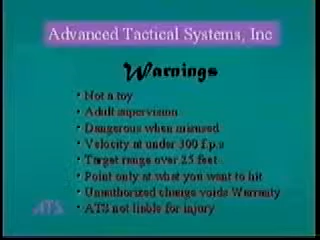 Advanced Tactical Systems, Inc
Warnings
• Not a toy
• Adult supervision
• Dangerous when misused
• Velocity at under 300 f.p.s
• Target range over 25 feet
• Point only at what you want to hit
• Unauthorized change voids Warranty
• ATS not liable for injury
ATS